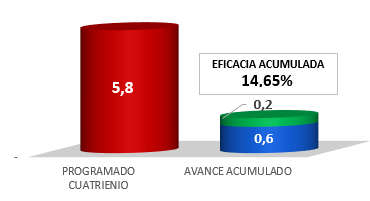 EFICACIA ACUMULADA
14,65%
5,8
0,2
0,6
-
PROGRAMADO
CUATRIENIO
AVANCE ACUMULADO